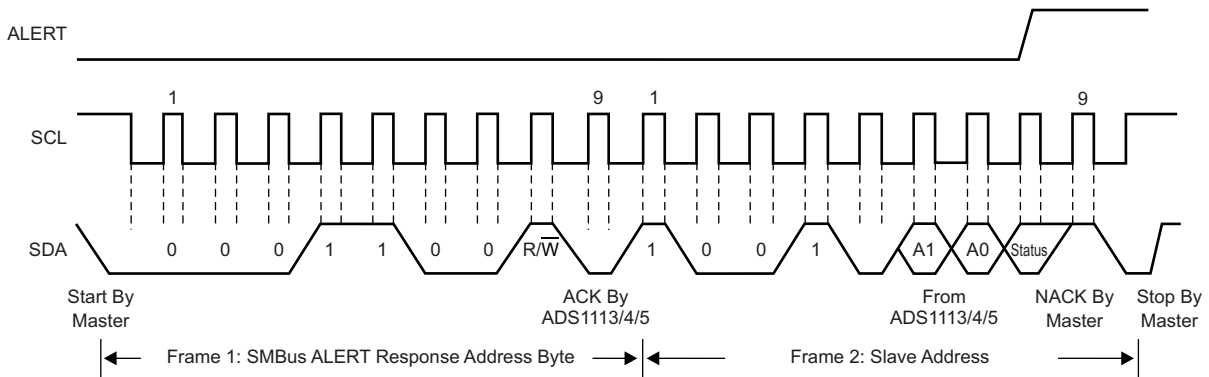 ALERT
1 9 1 9
SCL
SDA
0 0 0 1 1 0 0 R/W 1 0 0 1 A1 A0 Status
Start By
Master
ACK By
ADS1113/4/5
From
ADS1113/4/5
NACK By
Master
Stop By
Master
Frame 1: SMBus ALERT Response Address Byte
Frame 2: Slave Address